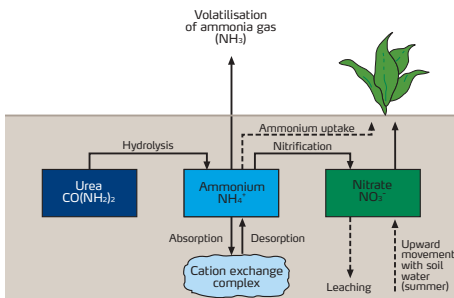 Volatilisation
of ammonia gas
(NH₃)
Ammonium uptake
Hydrolysis
Nitrification
Urea
CO(NH₂)₂
Ammonium
NH₄⁺
Nitrate
NO₃⁻
Absorption
Desorption
Cation exchange
complex
Leaching
Upward
movement
with soil
water
(summer)